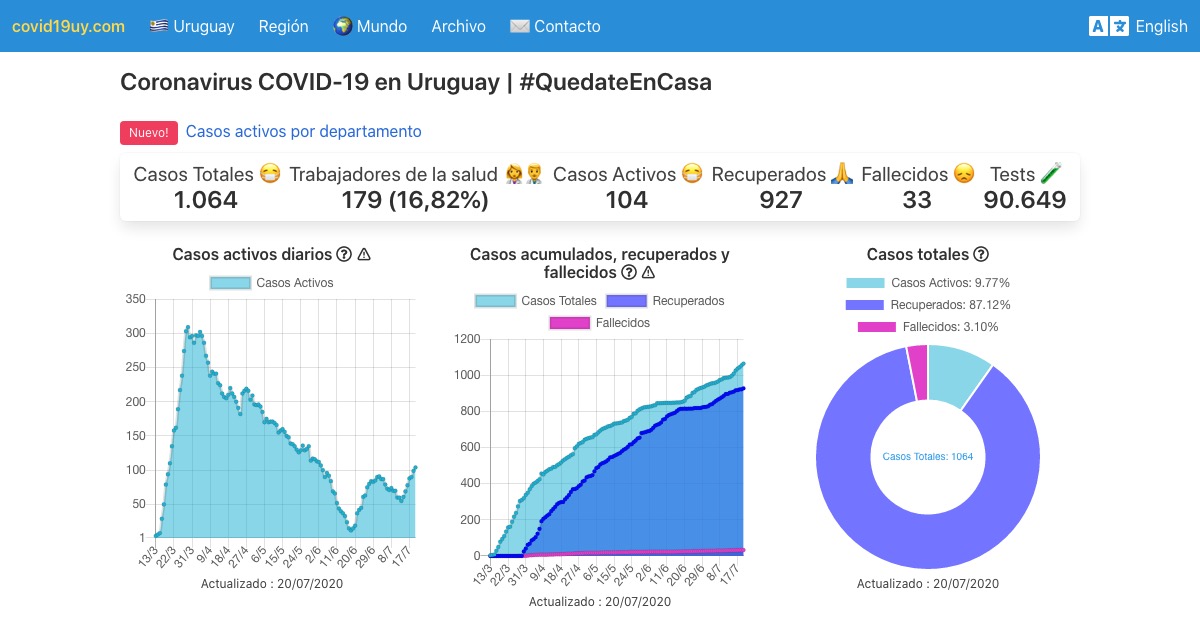 covid19uy.com Uruguay Región Mundo Archivo Contacto A 文 English
Coronavirus COVID-19 en Uruguay | #QuedateEnCasa
Nuevo! Casos activos por departamento
Casos Totales Trabajadores de la salud Casos Activos Recuperados Fallecidos Tests
1.064 179 (16,82%) 104 927 33 90.649
Casos activos diarios
Casos Activos
350
300
250
200
150
100
50
1
13/3 22/3 31/3 9/4 18/4 27/4 6/5 15/5 24/5 2/6 11/6 20/6 29/6 8/7 17/7
Actualizado : 20/07/2020
Casos acumulados, recuperados y
fallecidos
Casos Totales Recuperados
Fallecidos
1200
1000
800
600
400
200
0
13/3 22/3 31/3 9/4 18/4 27/4 6/5 15/5 24/5 2/6 11/6 20/6 29/6 8/7 17/7
Actualizado : 20/07/2020
Casos totales
Casos Activos: 9.77%
Recuperados: 87.12%
Fallecidos: 3.10%
Casos Totales: 1064
Actualizado : 20/07/2020